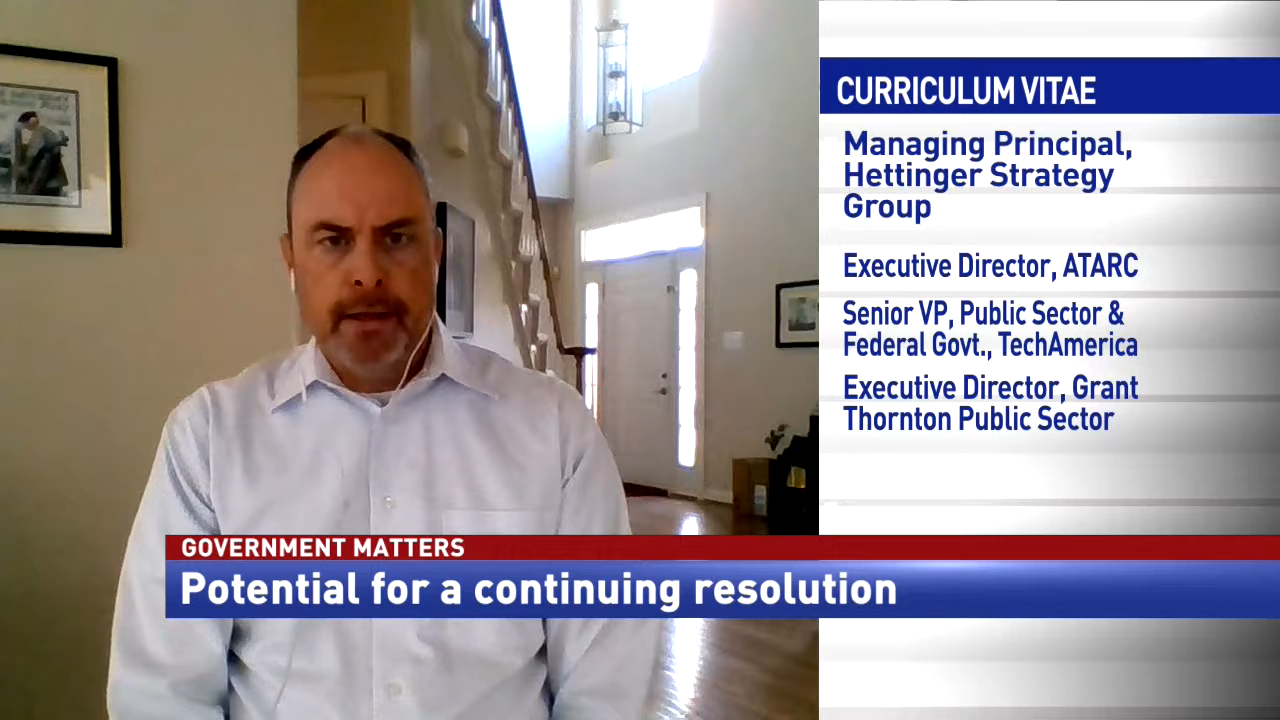 CURRICULUM VITAE
Managing Principal,
Hettinger Strategy
Group
Executive Director, ATARC
Senior VP, Public Sector &
Federal Govt., TechAmerica
Executive Director, Grant
Thornton Public Sector
GOVERNMENT MATTERS
Potential for a continuing resolution